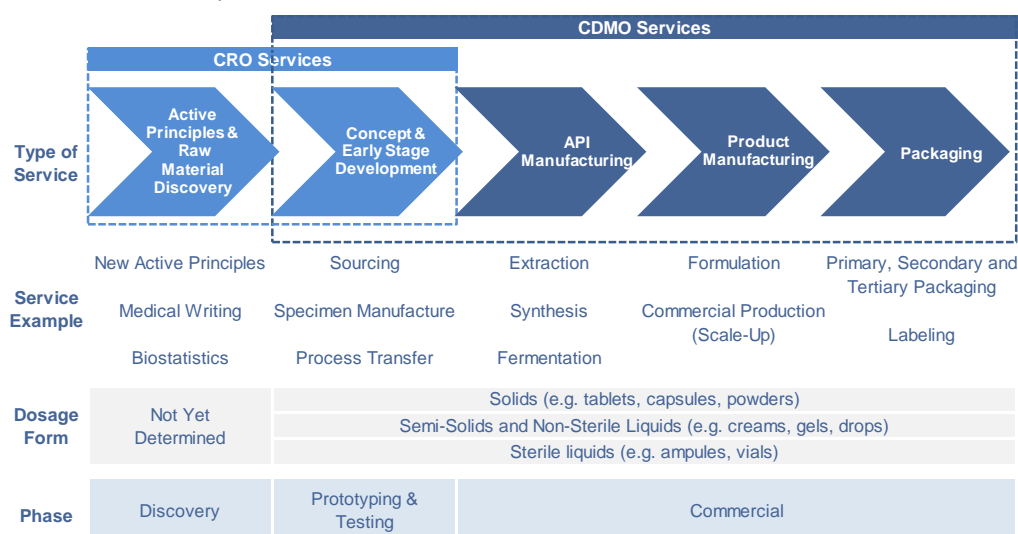 CDMO Services
CRO Services
Type of
Service
Active
Principles &
Raw
Material
Discovery
Concept &
Early Stage
Development
API
Manufacturing
Product
Manufacturing
Packaging
Service
Example
New Active Principles
Medical Writing
Biostatistics
Sourcing
Specimen Manufacture
Process Transfer
Extraction
Synthesis
Fermentation
Formulation
Commercial Production
(Scale-Up)
Primary, Secondary and
Tertiary Packaging
Labeling
Dosage
Form
Not Yet
Determined
Solids (e.g. tablets, capsules, powders)
Semi-Solids and Non-Sterile Liquids (e.g. creams, gels, drops)
Sterile liquids (e.g. ampules, vials)
Phase
Discovery
Prototyping &
Testing
Commercial